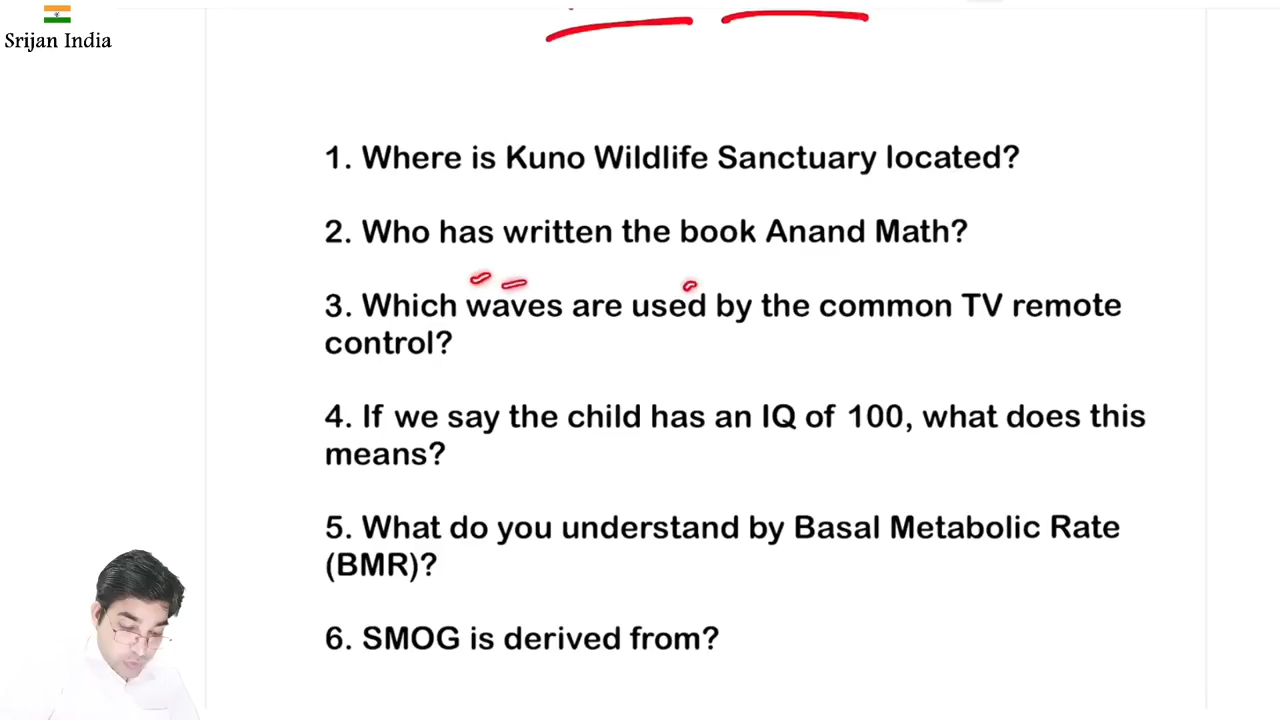 Srijan India
1. Where is Kuno Wildlife Sanctuary located?
2. Who has written the book Anand Math?
3. Which waves are used by the common TV remote
control?
4. If we say the child has an IQ of 100, what does this
means?
5. What do you understand by Basal Metabolic Rate
(BMR)?
6. SMOG is derived from?